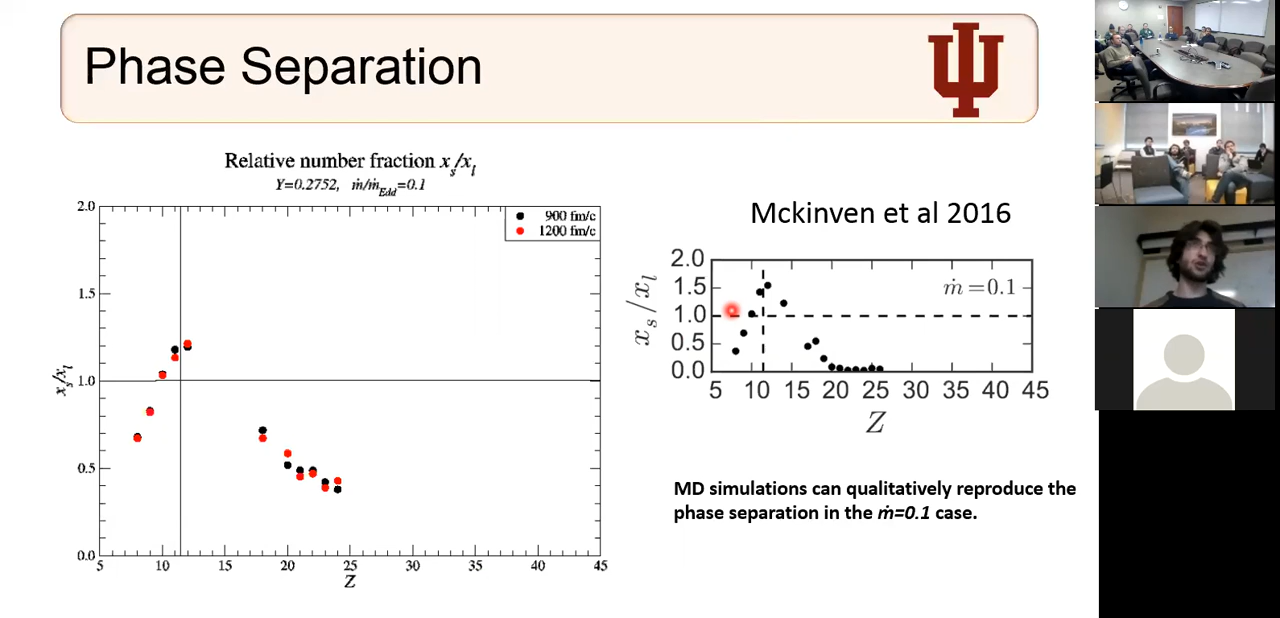 Phase Separation
Relative number fraction x_s/x_l
Y=0.2752, ṁ/ṁ_Edd=0.1
900 fm/c
1200 fm/c
2.0
1.5
1.0
0.5
0.0
x_s/x_l
5 10 15 20 25 30 35 40 45
Z
Mckinven et al 2016
2.0
1.5
1.0
0.5
0.0
x_s/x_l
ṁ=0.1
5 10 15 20 25 30 35 40 45
Z
MD simulations can qualitatively reproduce the
phase separation in the ṁ=0.1 case.